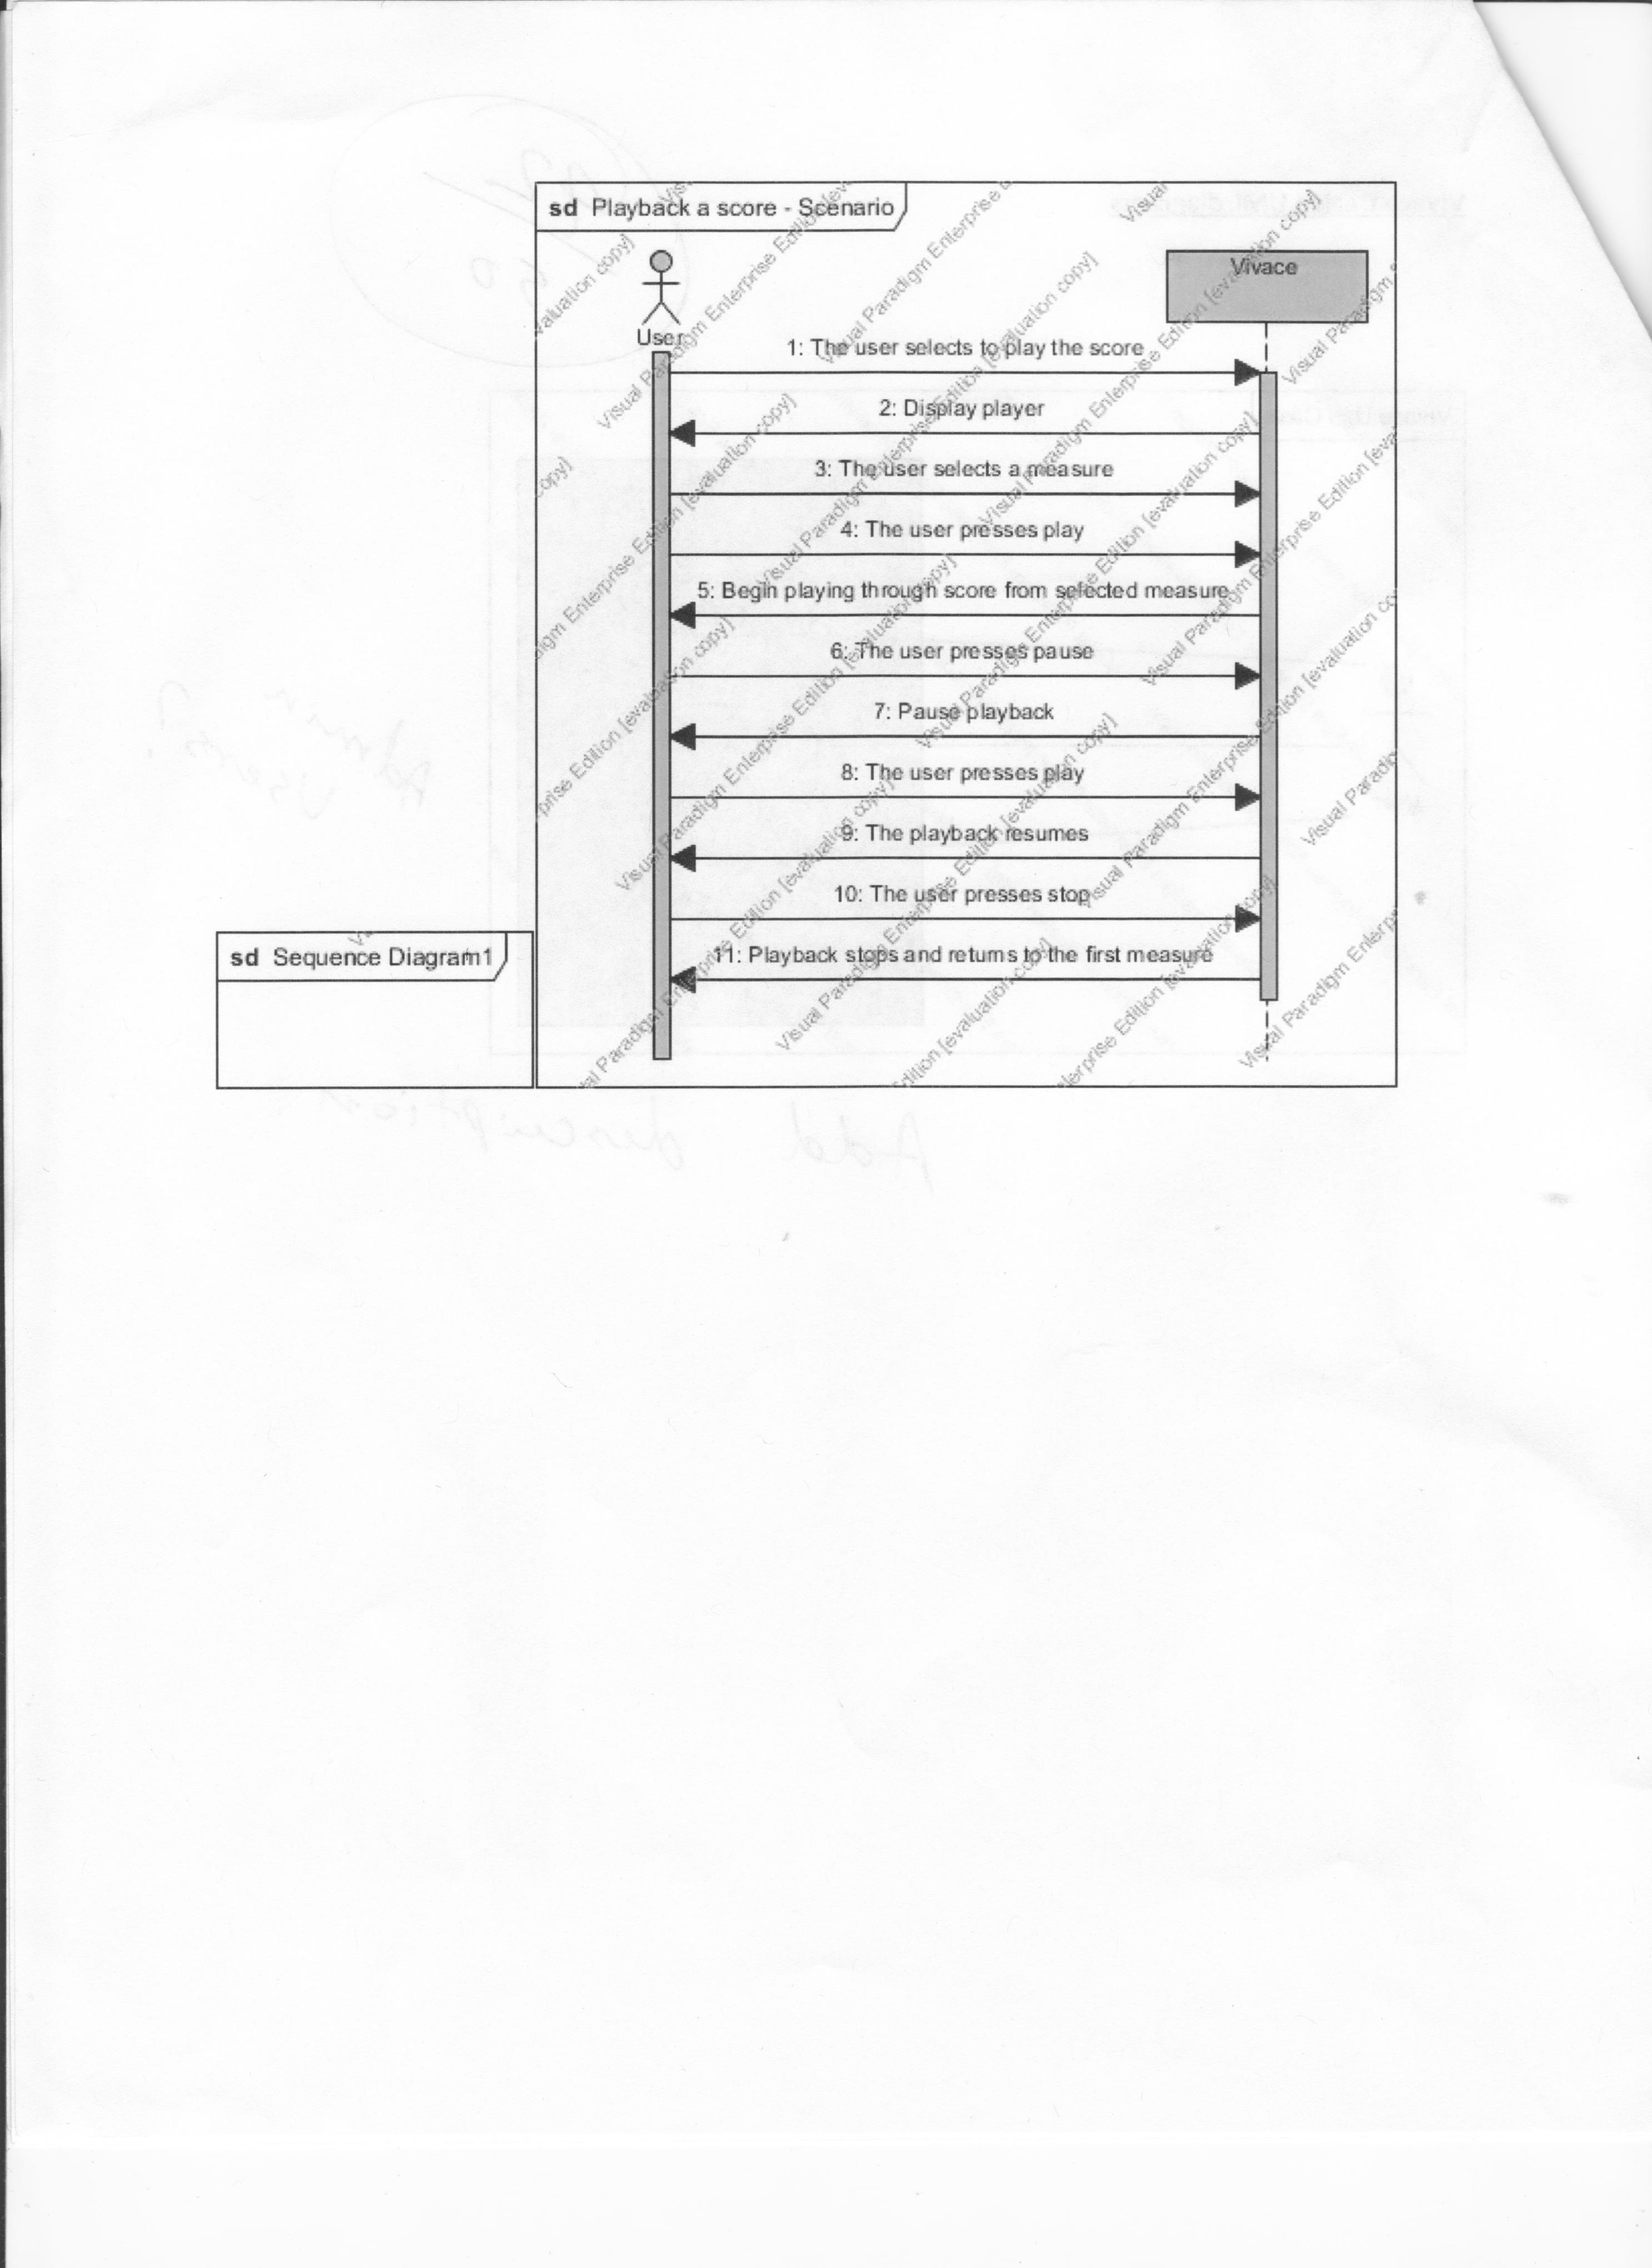 sd Playback a score - Scenario
User
Vivace
1: The user selects to play the score
2: Display player
3: The user selects a measure
4: The user presses play
5: Begin playing through score from selected measure
6: The user presses pause
7: Pause playback
8: The user presses play
9: The playback resumes
10: The user presses stop
11: Playback stops and returns to the first measure
sd Sequence Diagram1
Visual Paradigm Enterprise Edition [evaluation copy]
Add description